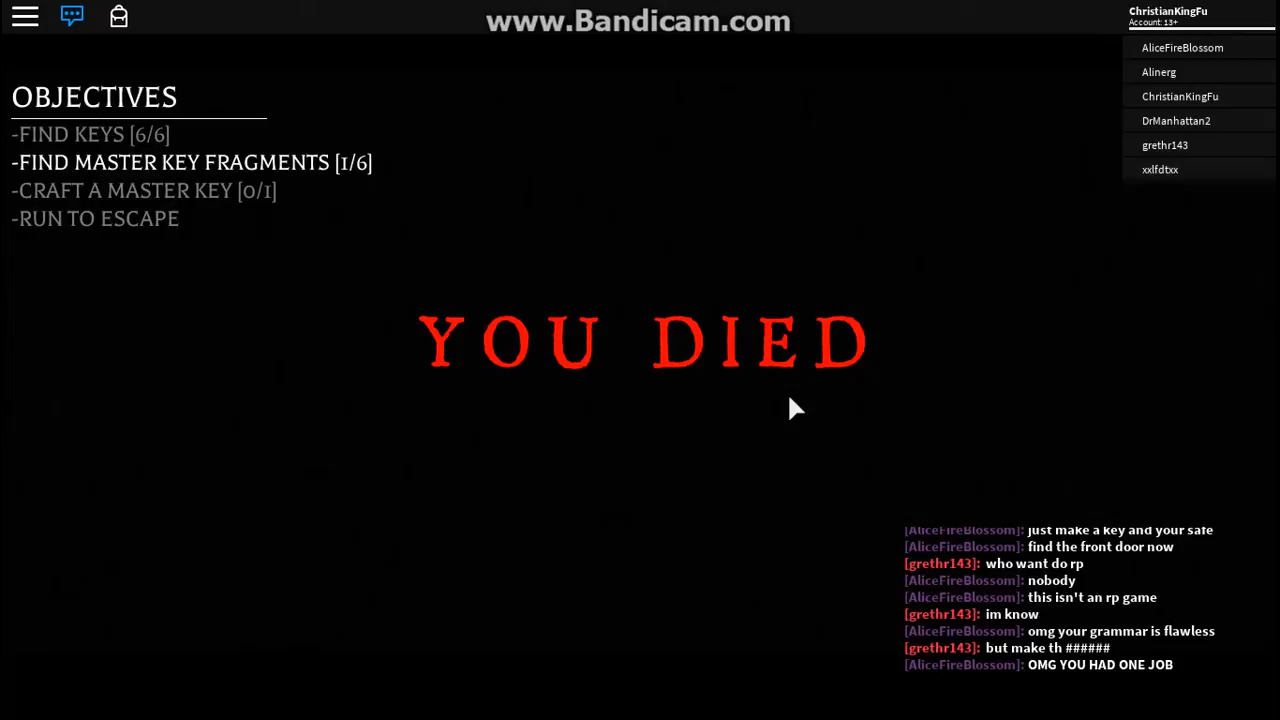 www.Bandicam.com
ChristianKingFu
Account: 13+
AliceFireBlossom
Alinerg
ChristianKingFu
DrManhattan2
grethr143
xxlfdtxx
OBJECTIVES
-FIND KEYS [6/6]
-FIND MASTER KEY FRAGMENTS [1/6]
-CRAFT A MASTER KEY [0/1]
-RUN TO ESCAPE
YOU DIED
[AliceFireBlossom]: just make a key and your safe
[AliceFireBlossom]: find the front door now
[grethr143]: who want do rp
[AliceFireBlossom]: nobody
[AliceFireBlossom]: this isn't an rp game
[grethr143]: im know
[AliceFireBlossom]: omg your grammar is flawless
[grethr143]: but make th ######
[AliceFireBlossom]: OMG YOU HAD ONE JOB